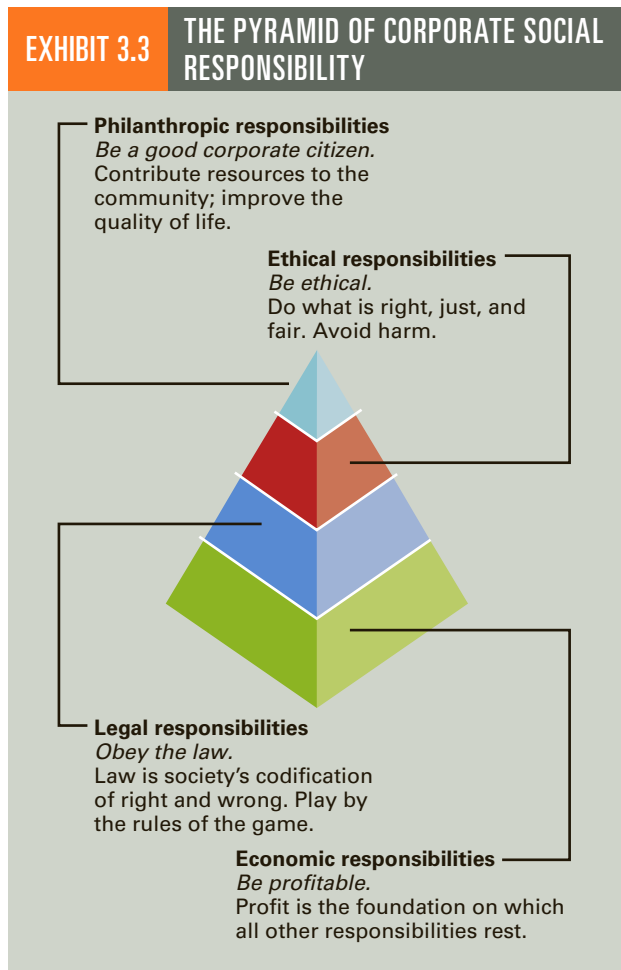 EXHIBIT 3.3
THE PYRAMID OF CORPORATE SOCIAL
RESPONSIBILITY
Philanthropic responsibilities
Be a good corporate citizen.
Contribute resources to the
community; improve the
quality of life.
Ethical responsibilities
Be ethical.
Do what is right, just, and
fair. Avoid harm.
Legal responsibilities
Obey the law.
Law is society’s codification
of right and wrong. Play by
the rules of the game.
Economic responsibilities
Be profitable.
Profit is the foundation on which
all other responsibilities rest.